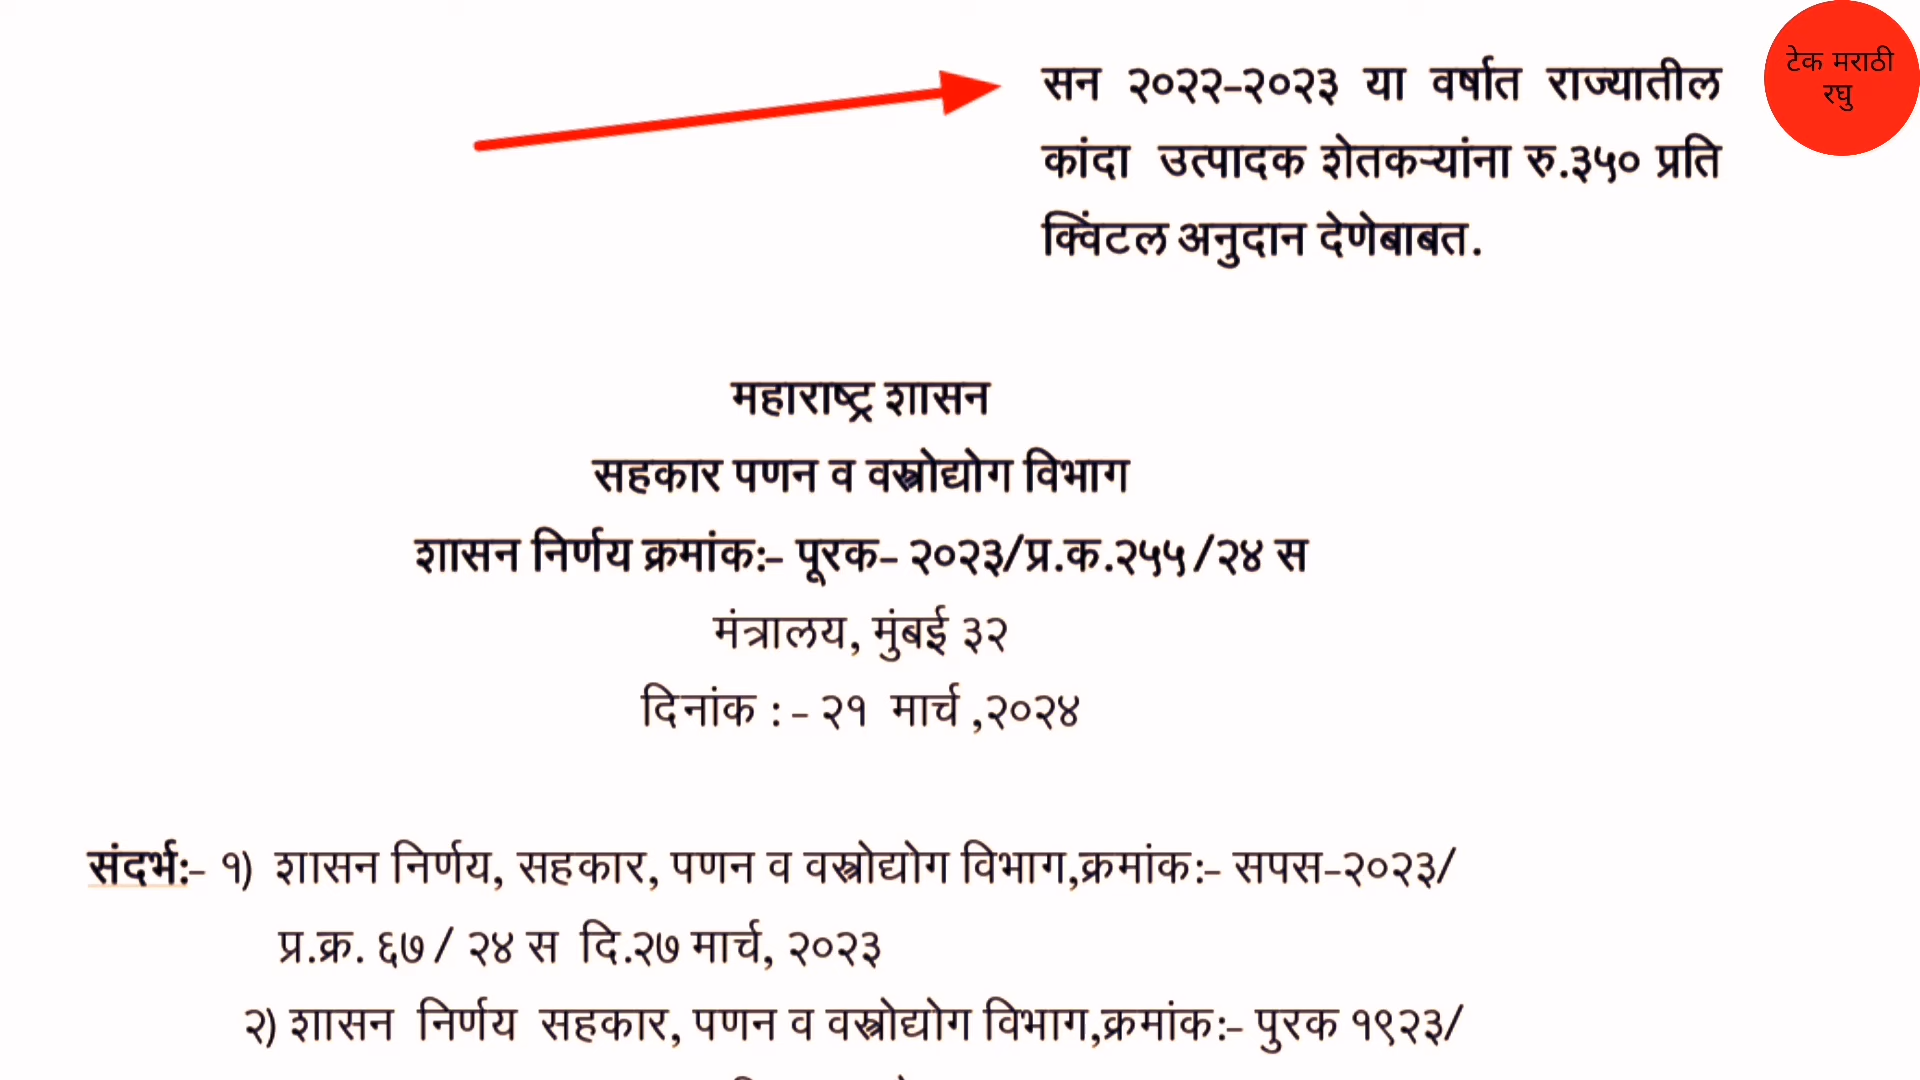 सन २०२२-२०२३ या वर्षात राज्यातील
कांदा उत्पादक शेतकऱ्यांना रु.३५० प्रति
क्विंटल अनुदान देणेबाबत.
टेक मराठी
रघु
महाराष्ट्र शासन
सहकार पणन व वस्त्रोद्योग विभाग
शासन निर्णय क्रमांक:- पूरक- २०२३/प्र.क.२५५/२४ स
मंत्रालय, मुंबई ३२
दिनांक : - २१ मार्च ,२०२४
संदर्भ:- १) शासन निर्णय, सहकार, पणन व वस्त्रोद्योग विभाग,क्रमांक:- सपस-२०२३/
प्र.क्र. ६७/ २४ स दि.२७ मार्च, २०२३
२) शासन निर्णय सहकार, पणन व वस्त्रोद्योग विभाग,क्रमांक:- पुरक १९२३/